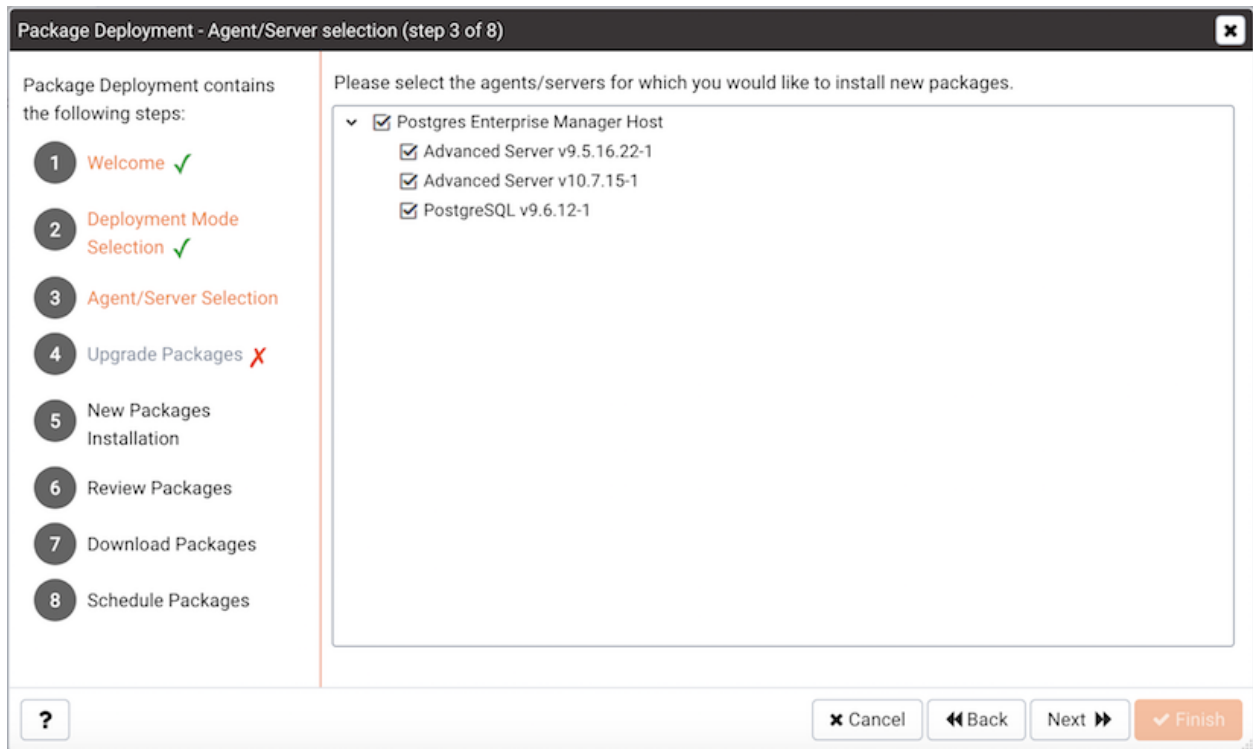 Package Deployment - Agent/Server selection (step 3 of 8)
Package Deployment contains
the following steps:
1 Welcome
2 Deployment Mode
Selection
3 Agent/Server Selection
4 Upgrade Packages
5 New Packages
Installation
6 Review Packages
7 Download Packages
8 Schedule Packages
Please select the agents/servers for which you would like to install new packages.
Postgres Enterprise Manager Host
Advanced Server v9.5.16.22-1
Advanced Server v10.7.15-1
PostgreSQL v9.6.12-1
? Cancel Back Next Finish